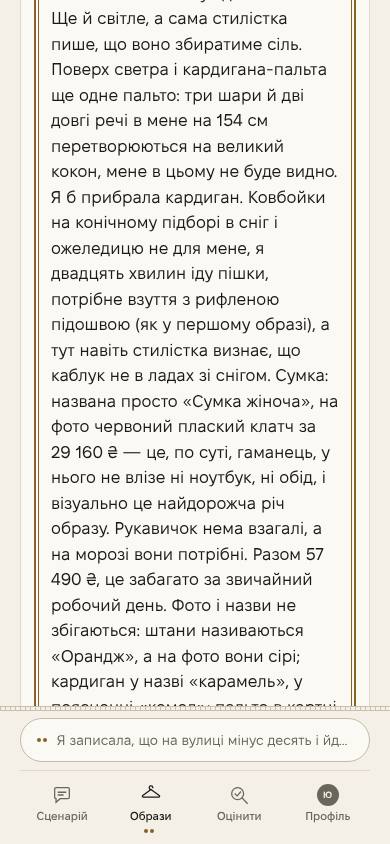 Ще й світле, а сама стилістка
пише, що воно збиратиме сіль.
Поверх светра і кардигана-пальта
ще одне пальто: три шари й дві
довгі речі в мене на 154 см
перетворюються на великий
кокон, мене в цьому не буде видно.
Я б прибрала кардиган. Ковбойки
на конічному підборі в сніг і
ожеледицю не для мене, я
двадцять хвилин іду пішки,
потрібне взуття з рифленою
підошвою (як у першому образі), а
тут навіть стилістка визнає, що
каблук не в ладах зі снігом. Сумка:
названа просто «Сумка жіноча», на
фото червоний плаский клатч за
29 160 ₴ — це, по суті, гаманець, у
нього не влізе ні ноутбук, ні обід, і
візуально це найдорожча річ
образу. Рукавичок нема взагалі, а
на морозі вони потрібні. Разом 57
490 ₴, це забагато за звичайний
робочий день. Фото і назви не
збігаються: штани називаються
«Орандж», а на фото вони сірі;
кардиган у назві «карамель», у
Я записала, що на вулиці мінус десять і йд...
Сценарій
Образи
Оцінити
Ю
Профіль